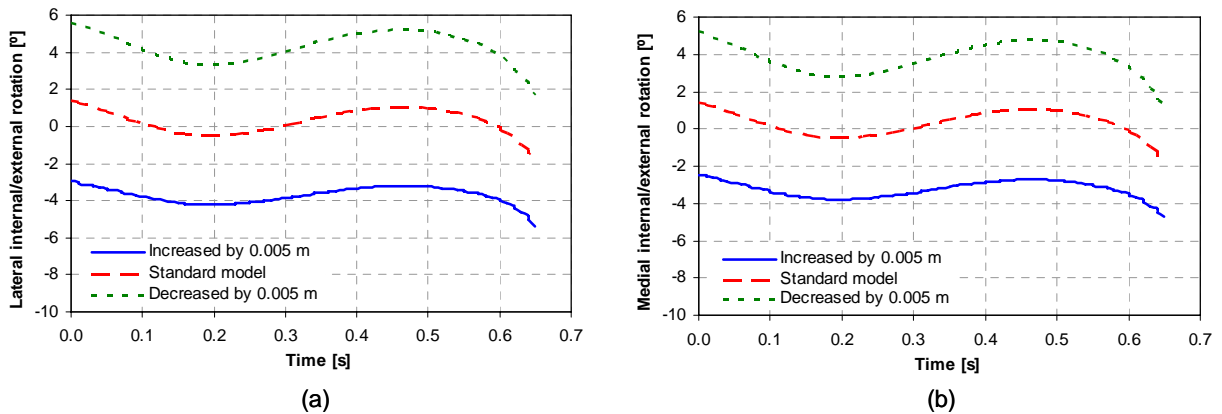 Lateral internal/external rotation [º]
6
4
2
0
-2
-4
-6
-8
-10
Increased by 0.005 m
Standard model
Decreased by 0.005 m
0.0 0.1 0.2 0.3 0.4 0.5 0.6 0.7
Time [s]
(a)
Medial internal/external rotation [º]
6
4
2
0
-2
-4
-6
-8
-10
Increased by 0.005 m
Standard model
Decreased by 0.005 m
0.0 0.1 0.2 0.3 0.4 0.5 0.6 0.7
Time [s]
(b)